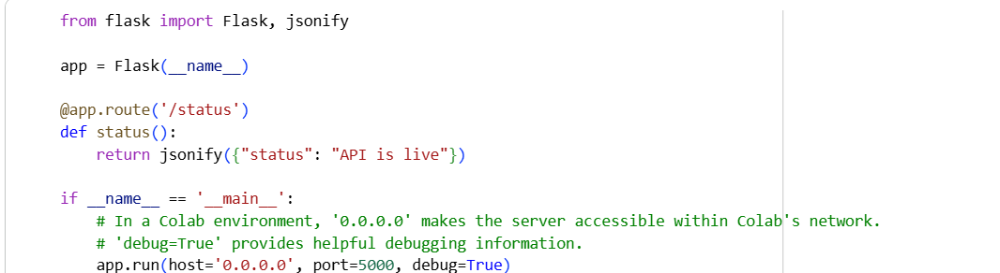 from flask import Flask, jsonify
app = Flask(__name__)
@app.route('/status')
def status():
    return jsonify({"status": "API is live"})
if __name__ == '__main__':
    # In a Colab environment, '0.0.0.0' makes the server accessible within Colab's network.
    # 'debug=True' provides helpful debugging information.
    app.run(host='0.0.0.0', port=5000, debug=True)